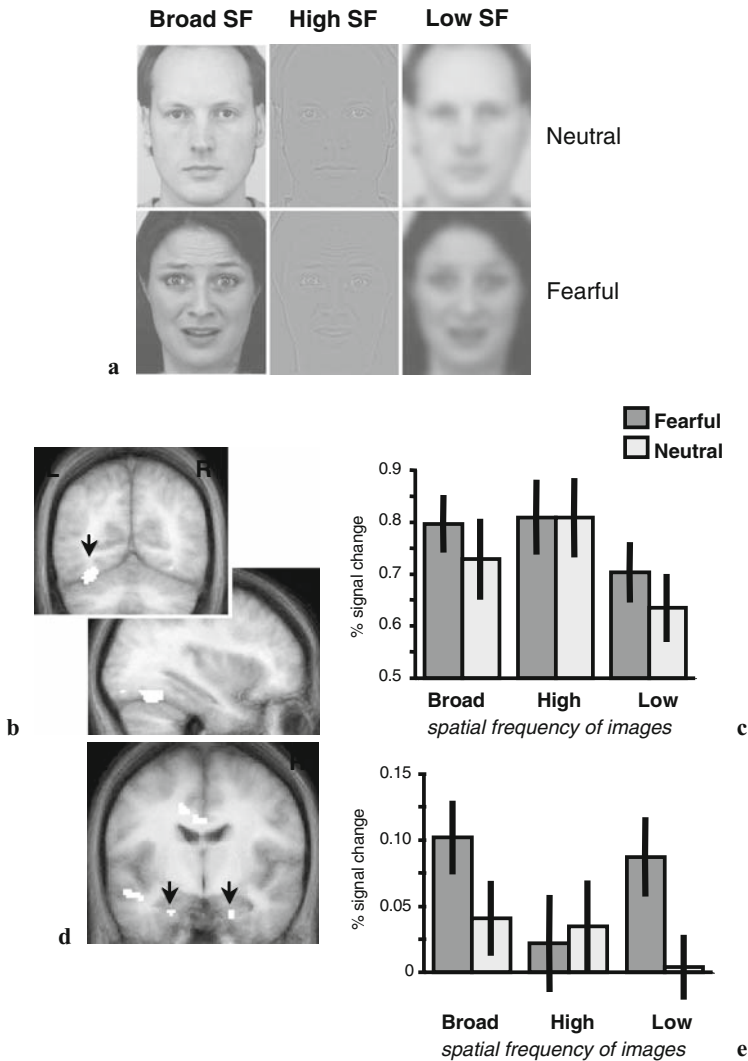 Broad SF High SF Low SF
Neutral
Fearful
a
Fearful
Neutral
L R
b
% signal change
0.9
0.8
0.7
0.6
0.5
Broad High Low
spatial frequency of images
c
d
% signal change
0.15
0.10
0.05
0
Broad High Low
spatial frequency of images
e